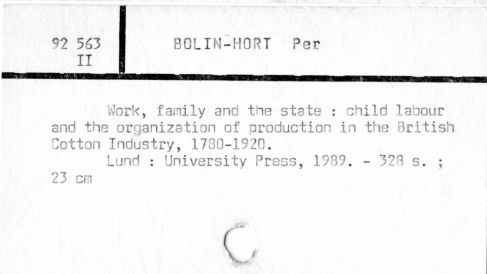 92 563 BOLIN-HORT Per
II
Work, family and the state : child labour
and the organization of production in the British
Cotton Industry, 1780-1920.
Lund : University Press, 1989. - 328 s. ;
23 cm